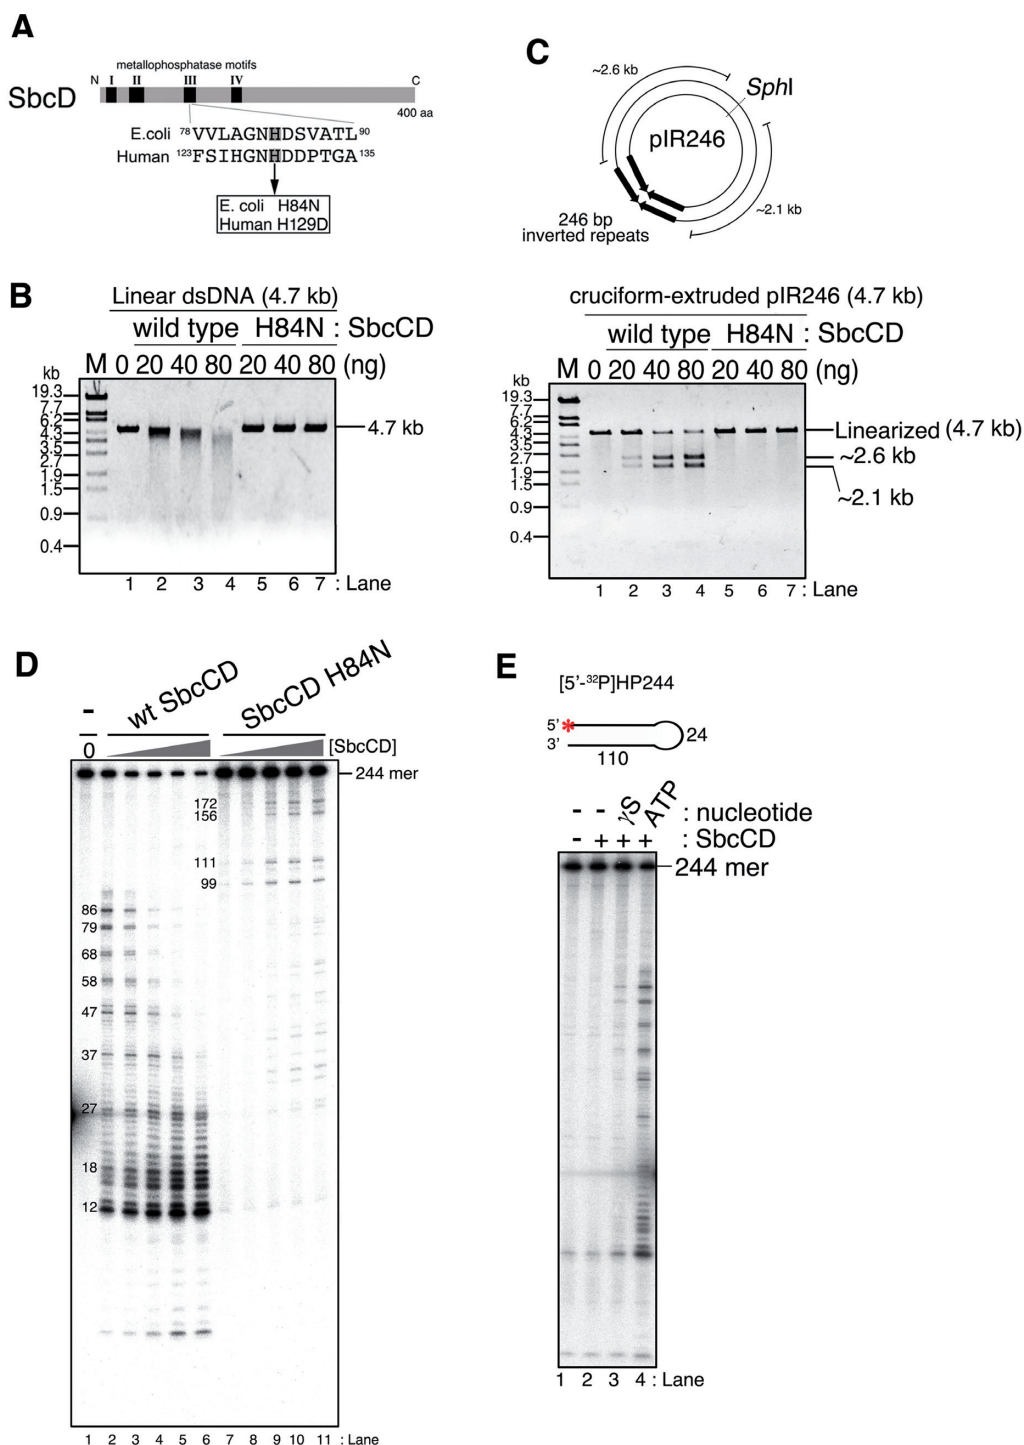 A
metallophosphatase motifs
N I II III IV C
SbcD
400 aa
E.coli 78 VVLAGNHDSVATL 90
Human 123 FSIHGNHDDPTGA 135
E. coli H84N
Human H129D
C
~2.6 kb
SphI
pIR246
~2.1 kb
246 bp
inverted repeats
B
Linear dsDNA (4.7 kb)
wild type H84N : SbcCD
kb M 0 20 40 80 20 40 80 (ng)
19.3
7.7
6.2
4.3
3.5
2.7
1.9
1.5
0.9
0.4
4.7 kb
1 2 3 4 5 6 7 : Lane
cruciform-extruded pIR246 (4.7 kb)
wild type H84N : SbcCD
kb M 0 20 40 80 20 40 80 (ng)
19.3
7.7
6.2
4.3
3.5
2.7
1.9
1.5
0.9
0.4
Linearized (4.7 kb)
~2.6 kb
~2.1 kb
1 2 3 4 5 6 7 : Lane
D
- wt SbcCD SbcCD H84N
0 [SbcCD]
244 mer
172
156
111
99
86
79
68
58
47
37
27
18
12
1 2 3 4 5 6 7 8 9 10 11 : Lane
E
[5'-32P]HP244
5' *
3'
24
110
- - γS ATP : nucleotide
- + + + : SbcCD
244 mer
1 2 3 4 : Lane